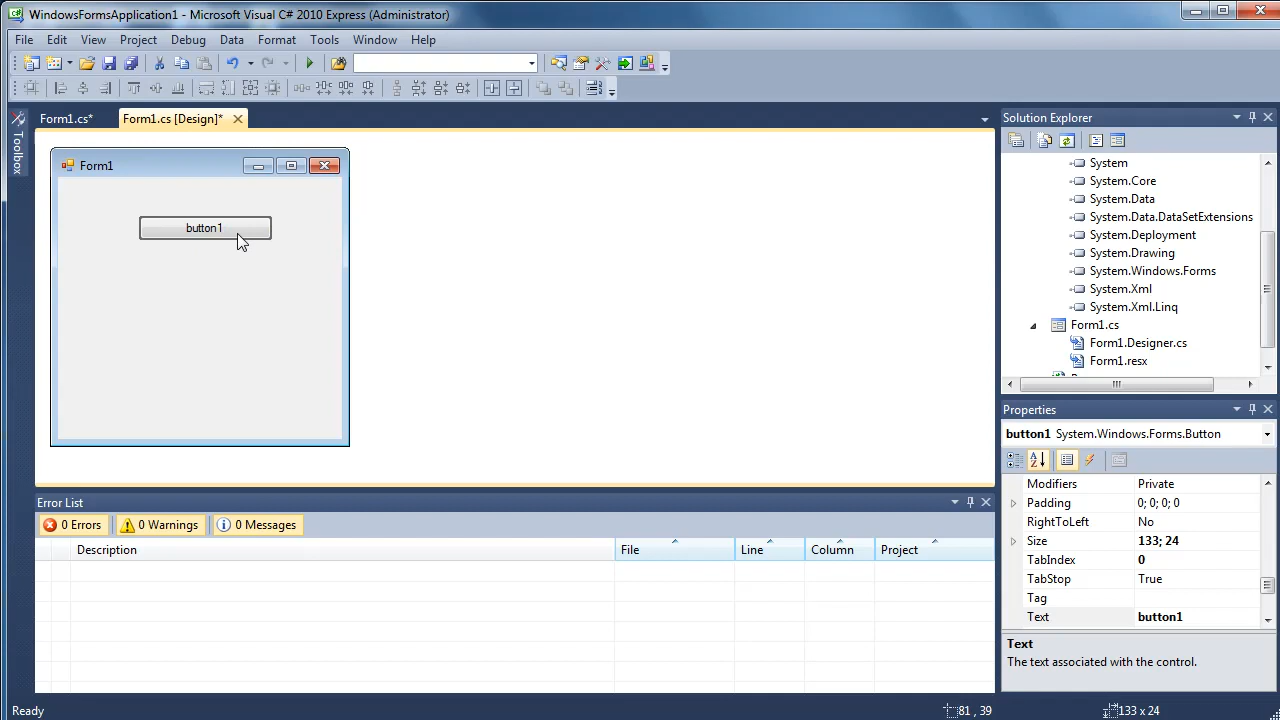 WindowsFormsApplication1 - Microsoft Visual C# 2010 Express (Administrator)
File Edit View Project Debug Data Format Tools Window Help
Form1.cs* Form1.cs [Design]*
Toolbox
Form1
button1
Solution Explorer
System
System.Core
System.Data
System.Data.DataSetExtensions
System.Deployment
System.Drawing
System.Windows.Forms
System.Xml
System.Xml.Linq
Form1.cs
Form1.Designer.cs
Form1.resx
Properties
button1 System.Windows.Forms.Button
Modifiers Private
Padding 0; 0; 0; 0
RightToLeft No
Size 133; 24
TabIndex 0
TabStop True
Tag
Text button1
Text
The text associated with the control.
Error List
0 Errors 0 Warnings 0 Messages
Description File Line Column Project
Ready 81 , 39 133 x 24